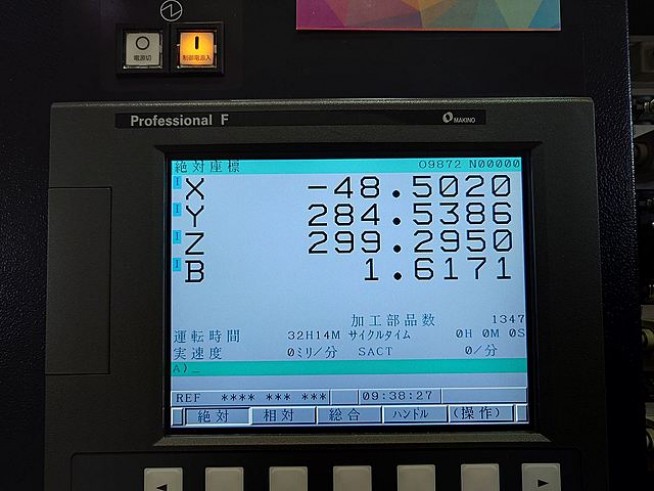 電源切
制御電源入
Professional F
MAKINO
絶対座標 O9872 N00000
I X -48.5020
I Y 284.5386
I Z 299.2950
I B 1.6171
加工部品数 1347
運転時間 32H14M サイクルタイム 0H 0M 0S
実速度 0ミリ/分 SACT 0/分
A)_
REF **** *** *** 09:38:27
絶対 相対 総合 ハンドル (操作)